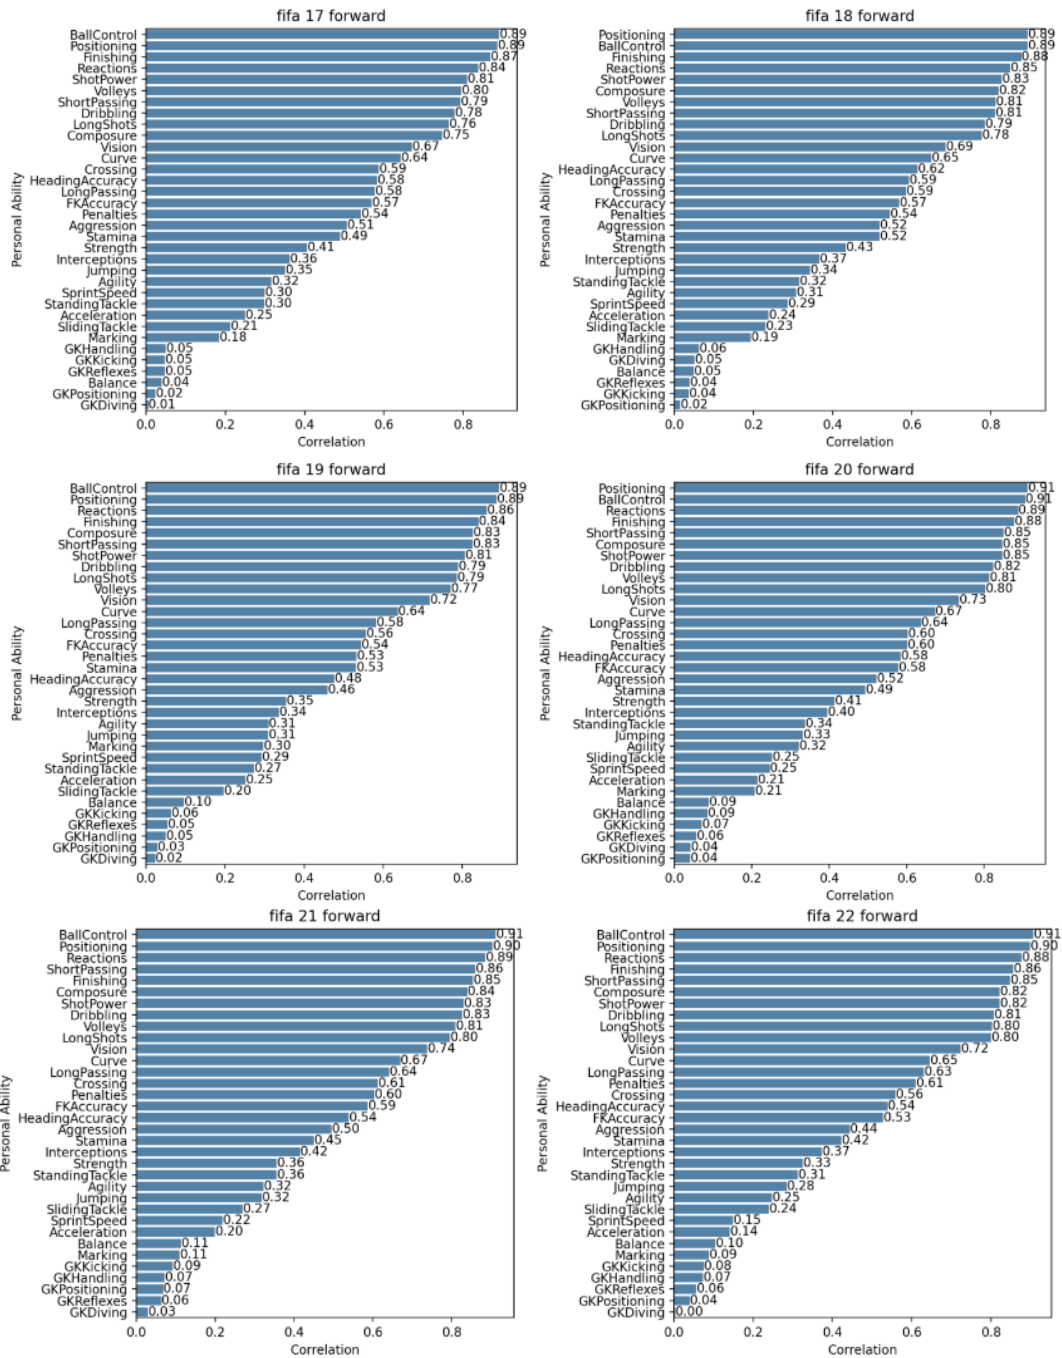 fifa 17 forward
Personal Ability
BallControl 0.89
Positioning 0.89
Finishing 0.87
Reactions 0.84
ShotPower 0.81
Volleys 0.80
ShortPassing 0.79
Dribbling 0.78
LongShots 0.76
Composure 0.75
Vision 0.67
Curve 0.64
Crossing 0.59
HeadingAccuracy 0.58
LongPassing 0.58
FKAccuracy 0.57
Penalties 0.54
Aggression 0.51
Stamina 0.49
Strength 0.41
Interceptions 0.36
Jumping 0.35
Agility 0.32
SprintSpeed 0.30
StandingTackle 0.30
Acceleration 0.25
SlidingTackle 0.21
Marking 0.18
GKHandling 0.05
GKKicking 0.05
GKReflexes 0.05
Balance 0.04
GKPositioning 0.02
GKDiving 0.01
0.0 0.2 0.4 0.6 0.8
Correlation
fifa 18 forward
Personal Ability
Positioning 0.89
BallControl 0.89
Finishing 0.88
Reactions 0.85
ShotPower 0.83
Composure 0.82
Volleys 0.81
ShortPassing 0.81
Dribbling 0.79
LongShots 0.78
Vision 0.69
Curve 0.65
HeadingAccuracy 0.62
LongPassing 0.59
Crossing 0.59
FKAccuracy 0.57
Penalties 0.54
Aggression 0.52
Stamina 0.52
Strength 0.43
Interceptions 0.37
Jumping 0.34
StandingTackle 0.32
Agility 0.31
SprintSpeed 0.29
Acceleration 0.24
SlidingTackle 0.23
Marking 0.19
GKHandling 0.06
GKDiving 0.05
Balance 0.05
GKReflexes 0.04
GKKicking 0.04
GKPositioning 0.02
0.0 0.2 0.4 0.6 0.8
Correlation
fifa 19 forward
Personal Ability
BallControl 0.89
Positioning 0.89
Reactions 0.86
Finishing 0.84
Composure 0.83
ShortPassing 0.83
ShotPower 0.81
Dribbling 0.79
LongShots 0.79
Volleys 0.77
Vision 0.72
Curve 0.64
LongPassing 0.58
Crossing 0.56
FKAccuracy 0.54
Penalties 0.53
Stamina 0.53
HeadingAccuracy 0.48
Aggression 0.46
Strength 0.35
Interceptions 0.34
Agility 0.31
Jumping 0.31
Marking 0.30
SprintSpeed 0.29
StandingTackle 0.27
Acceleration 0.25
SlidingTackle 0.20
Balance 0.10
GKKicking 0.06
GKReflexes 0.05
GKHandling 0.05
GKPositioning 0.03
GKDiving 0.02
0.0 0.2 0.4 0.6 0.8
Correlation
fifa 20 forward
Personal Ability
Positioning 0.91
BallControl 0.91
Reactions 0.89
Finishing 0.88
ShortPassing 0.85
Composure 0.85
ShotPower 0.85
Dribbling 0.82
Volleys 0.81
LongShots 0.80
Vision 0.73
Curve 0.67
LongPassing 0.64
Crossing 0.60
Penalties 0.60
HeadingAccuracy 0.58
FKAccuracy 0.58
Aggression 0.52
Stamina 0.49
Strength 0.41
Interceptions 0.40
StandingTackle 0.34
Jumping 0.33
Agility 0.32
SlidingTackle 0.25
SprintSpeed 0.25
Acceleration 0.21
Marking 0.21
Balance 0.09
GKHandling 0.09
GKKicking 0.07
GKReflexes 0.06
GKDiving 0.04
GKPositioning 0.04
0.0 0.2 0.4 0.6 0.8
Correlation
fifa 21 forward
Personal Ability
BallControl 0.91
Positioning 0.90
Reactions 0.89
ShortPassing 0.86
Finishing 0.85
Composure 0.84
ShotPower 0.83
Dribbling 0.83
Volleys 0.81
LongShots 0.80
Vision 0.74
Curve 0.67
LongPassing 0.64
Crossing 0.61
Penalties 0.60
FKAccuracy 0.59
HeadingAccuracy 0.54
Aggression 0.50
Stamina 0.45
Interceptions 0.42
Strength 0.36
StandingTackle 0.36
Agility 0.32
Jumping 0.32
SlidingTackle 0.27
SprintSpeed 0.22
Acceleration 0.20
Balance 0.11
Marking 0.11
GKKicking 0.09
GKHandling 0.07
GKPositioning 0.07
GKReflexes 0.06
GKDiving 0.03
0.0 0.2 0.4 0.6 0.8
Correlation
fifa 22 forward
Personal Ability
BallControl 0.91
Positioning 0.90
Reactions 0.88
Finishing 0.86
ShortPassing 0.85
Composure 0.82
ShotPower 0.82
Dribbling 0.81
LongShots 0.80
Volleys 0.80
Vision 0.72
Curve 0.65
LongPassing 0.63
Penalties 0.61
Crossing 0.56
HeadingAccuracy 0.54
FKAccuracy 0.53
Aggression 0.44
Stamina 0.42
Interceptions 0.37
Strength 0.33
StandingTackle 0.31
Jumping 0.28
Agility 0.25
SlidingTackle 0.24
SprintSpeed 0.15
Acceleration 0.14
Balance 0.10
Marking 0.09
GKKicking 0.08
GKHandling 0.07
GKReflexes 0.06
GKPositioning 0.04
GKDiving 0.00
0.0 0.2 0.4 0.6 0.8
Correlation